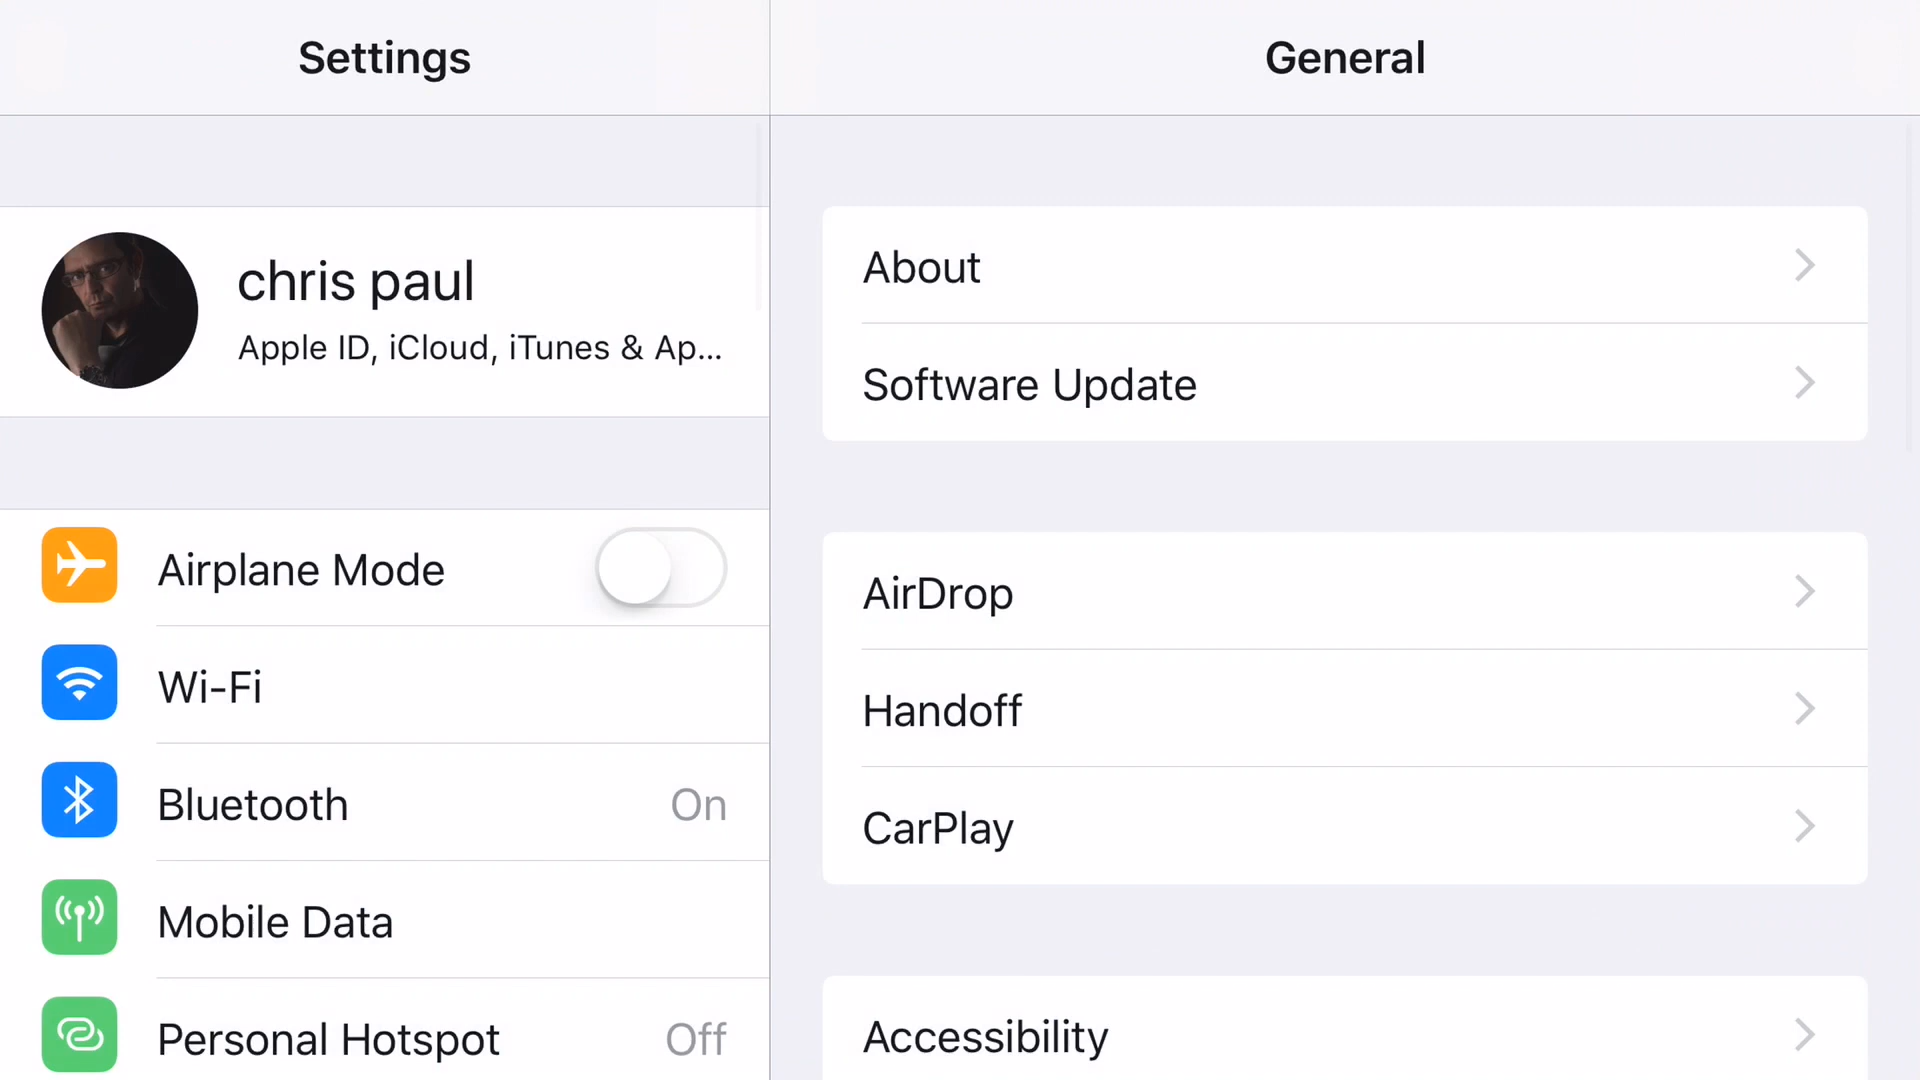 Settings
chris paul
Apple ID, iCloud, iTunes & Ap...
Airplane Mode
Wi-Fi
Bluetooth On
Mobile Data
Personal Hotspot Off
General
About
Software Update
AirDrop
Handoff
CarPlay
Accessibility